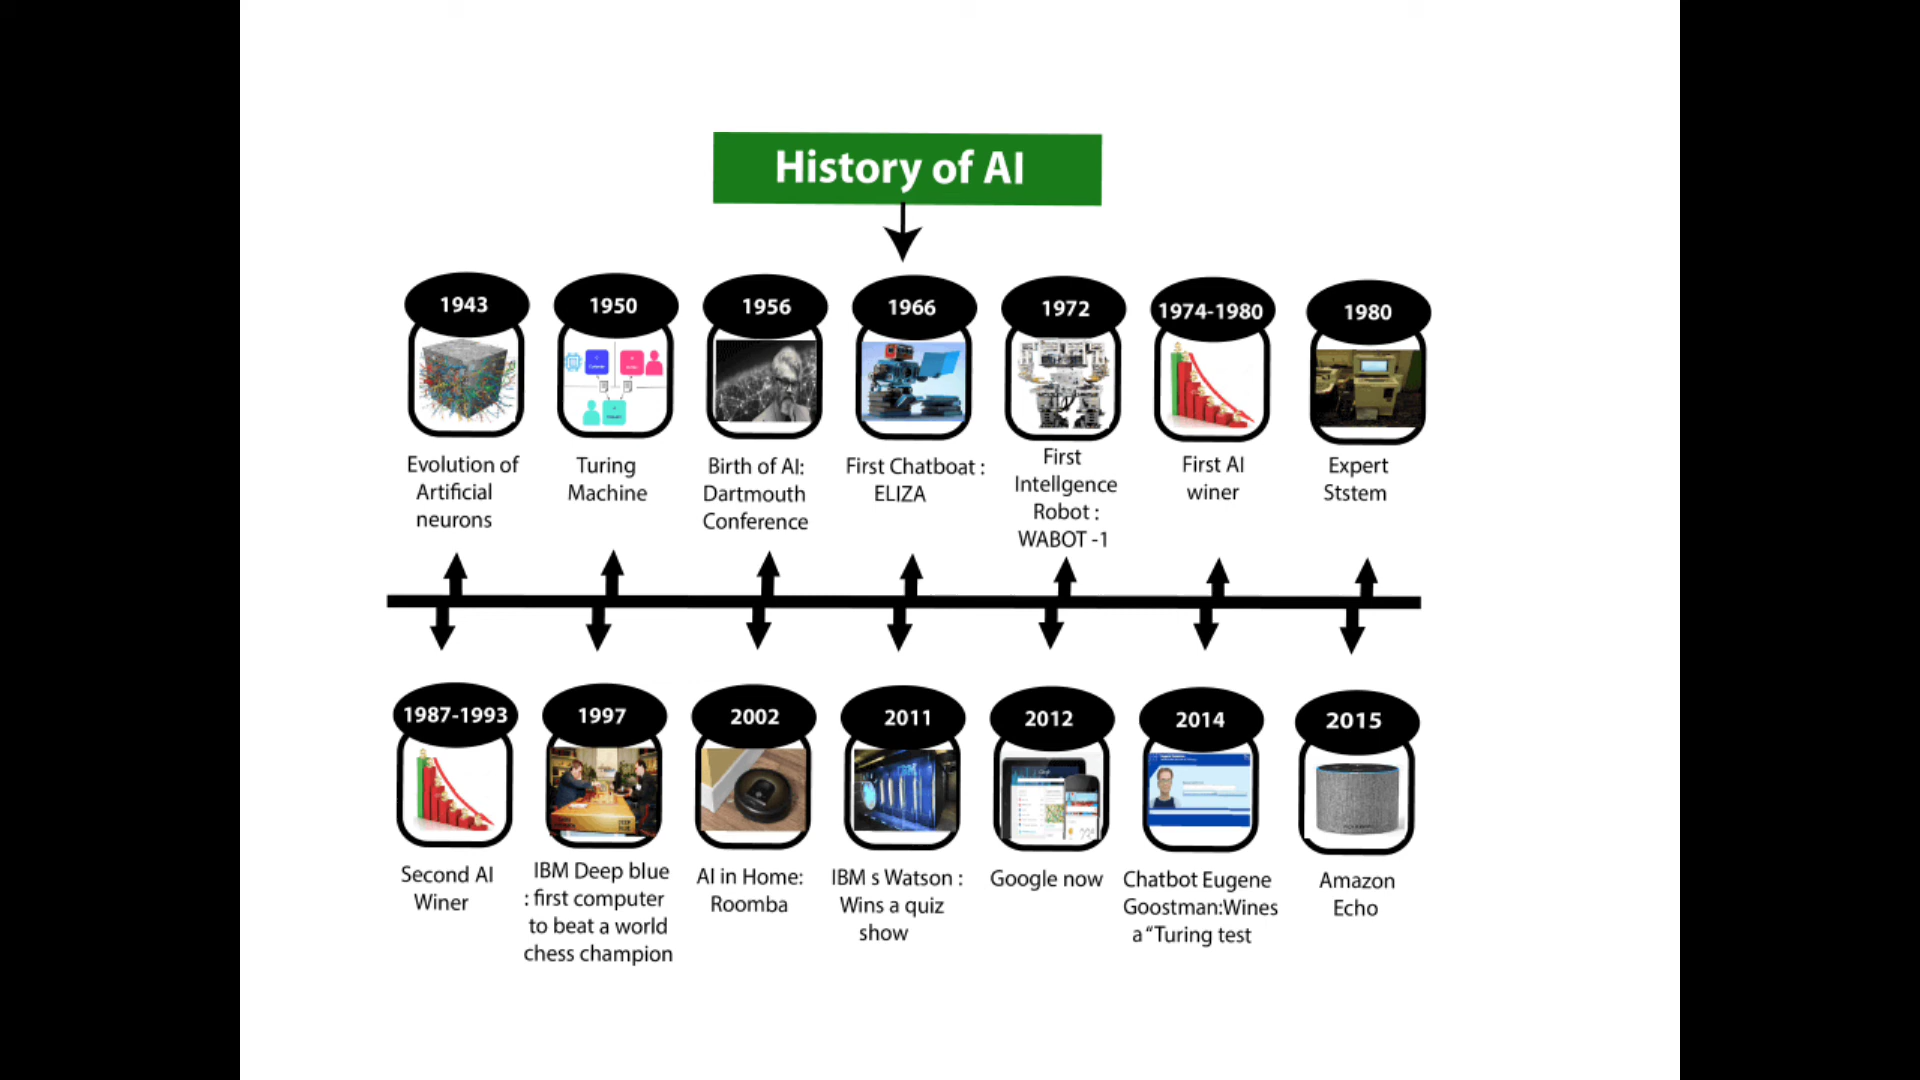 History of AI
1943
1950
1956
1966
1972
1974-1980
1980
Evolution of
Artificial
neurons
Turing
Machine
Birth of AI:
Dartmouth
Conference
First Chatboat :
ELIZA
First
Intellgence
Robot :
WABOT -1
First AI
winer
Expert
Ststem
1987-1993
1997
2002
2011
2012
2014
2015
Second AI
Winer
IBM Deep blue
: first computer
to beat a world
chess champion
AI in Home:
Roomba
IBM s Watson :
Wins a quiz
show
Google now
Chatbot Eugene
Goostman:Wines
a “Turing test
Amazon
Echo